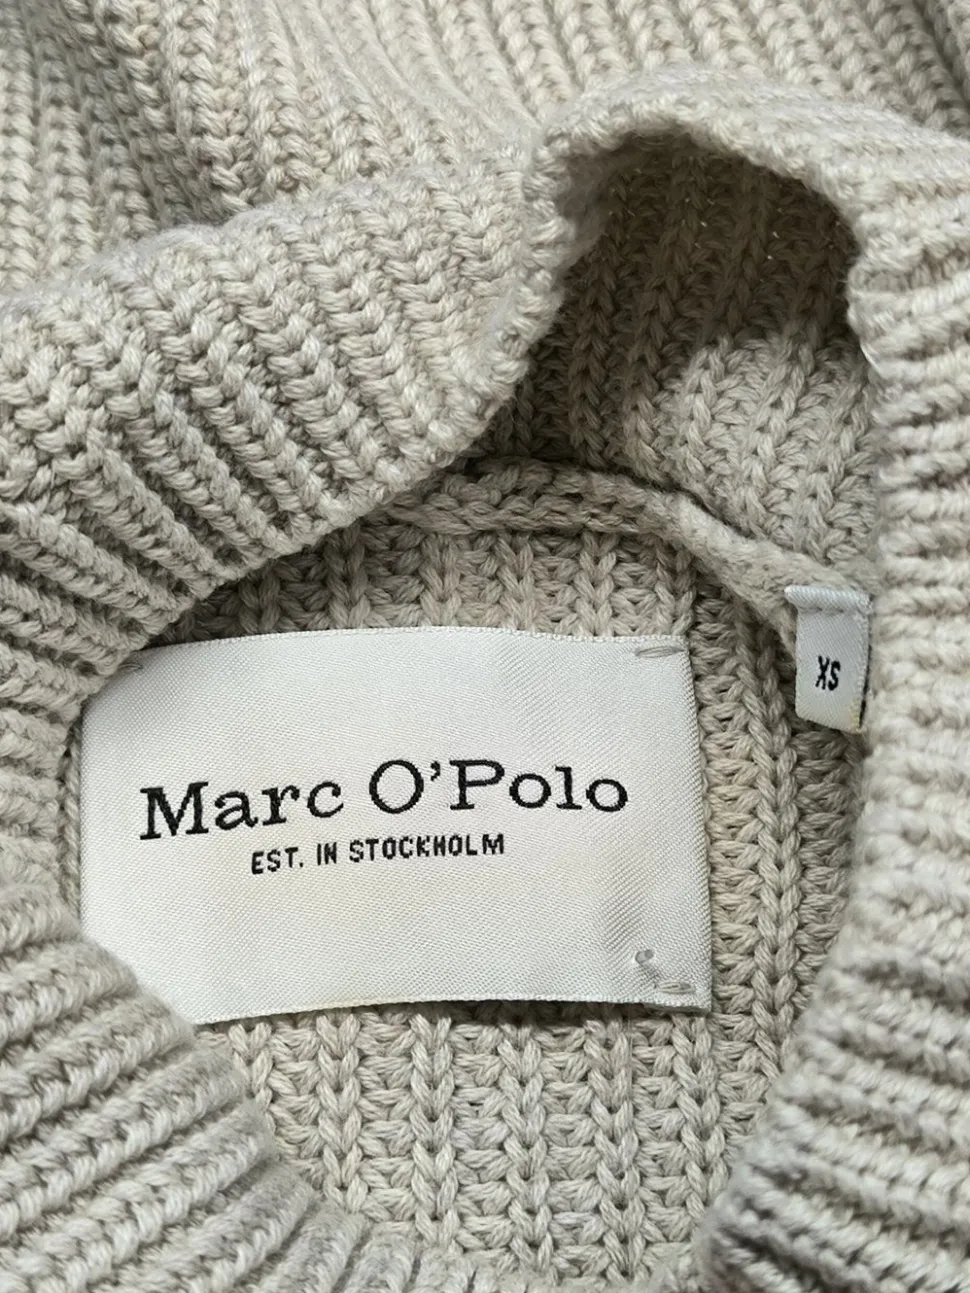 Marc O'Polo
EST. IN STOCKHOLM
XS